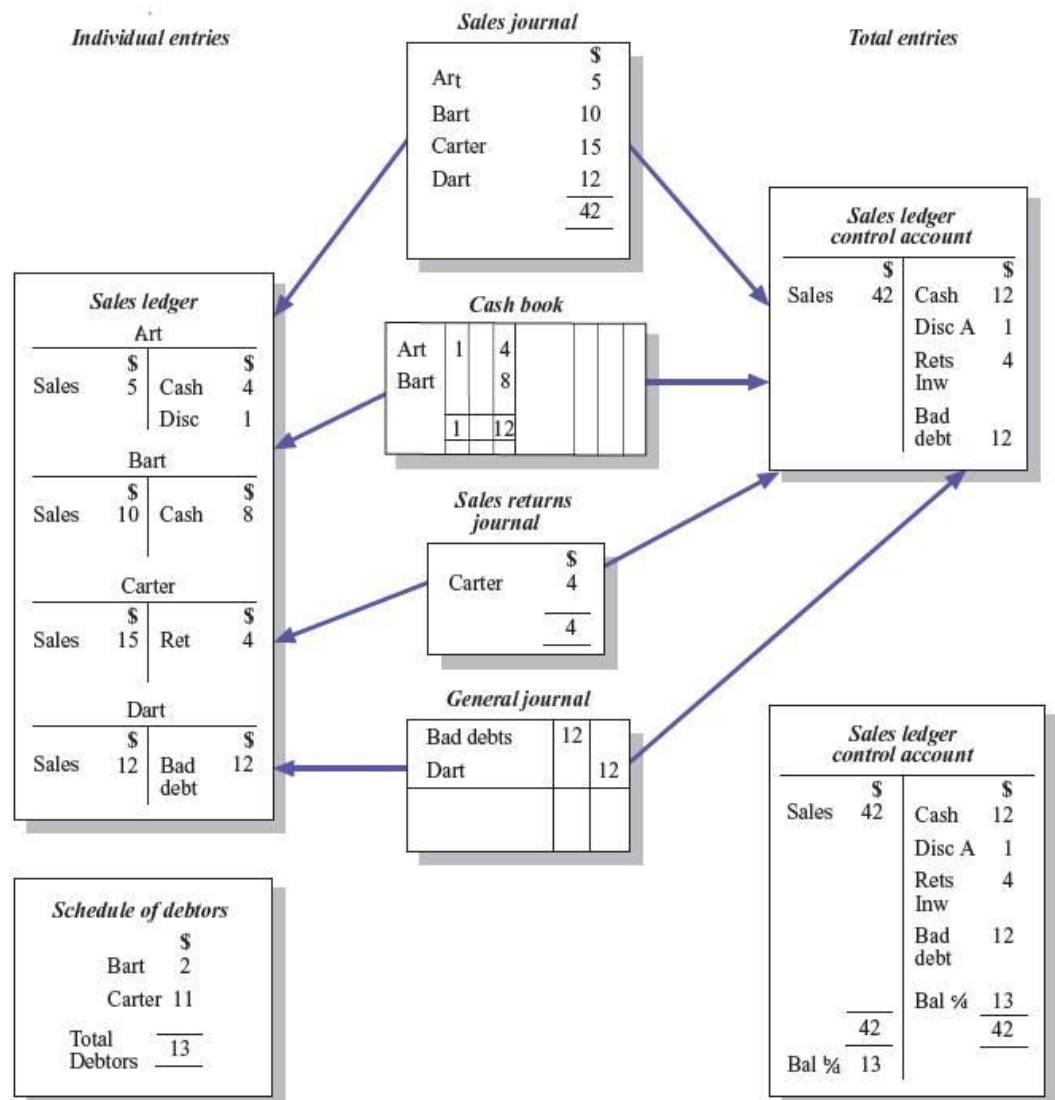 Individual entries
Sales journal
$
Art 5
Bart 10
Carter 15
Dart 12
42
Total entries
Sales ledger
control account
$ $
Sales 42 Cash 12
Disc A 1
Rets 4
Inw
Bad
debt 12
Sales ledger
Art
$ $
Sales 5 Cash 4
Disc 1
Bart
$ $
Sales 10 Cash 8
Carter
$ $
Sales 15 Ret 4
Dart
$ $
Sales 12 Bad 12
debt
Cash book
Art 1 4
Bart 8
1 12
Sales returns
journal
$
Carter 4
4
General journal
Bad debts 12
Dart 12
Schedule of debtors
$
Bart 2
Carter 11
Total
Debtors 13
Sales ledger
control account
$ $
Sales 42 Cash 12
Disc A 1
Rets 4
Inw
Bad 12
debt
Bal c/d 13
42 42
Bal b/d 13